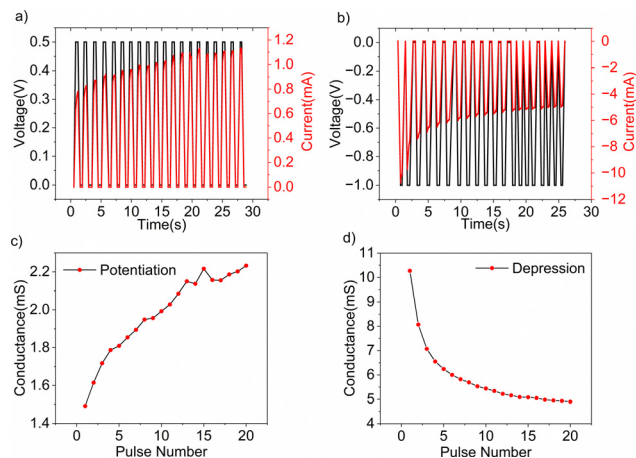 a)
0.5
0.4
0.3
0.2
0.1
0.0
Voltage(V)
1.2
1.0
0.8
0.6
0.4
0.2
0.0
Current(mA)
0 5 10 15 20 25 30
Time(s)
b)
0.0
−0.2
−0.4
−0.6
−0.8
−1.0
Voltage(V)
0
−2
−4
−6
−8
−10
−12
Current(mA)
0 5 10 15 20 25 30
Time(s)
c)
Potentiation
2.2
1.8
1.4
Conductance(mS)
0 5 10 15 20
Pulse Number
d)
Depression
11
10
9
8
7
6
5
4
Conductance(mS)
0 5 10 15 20
Pulse Number